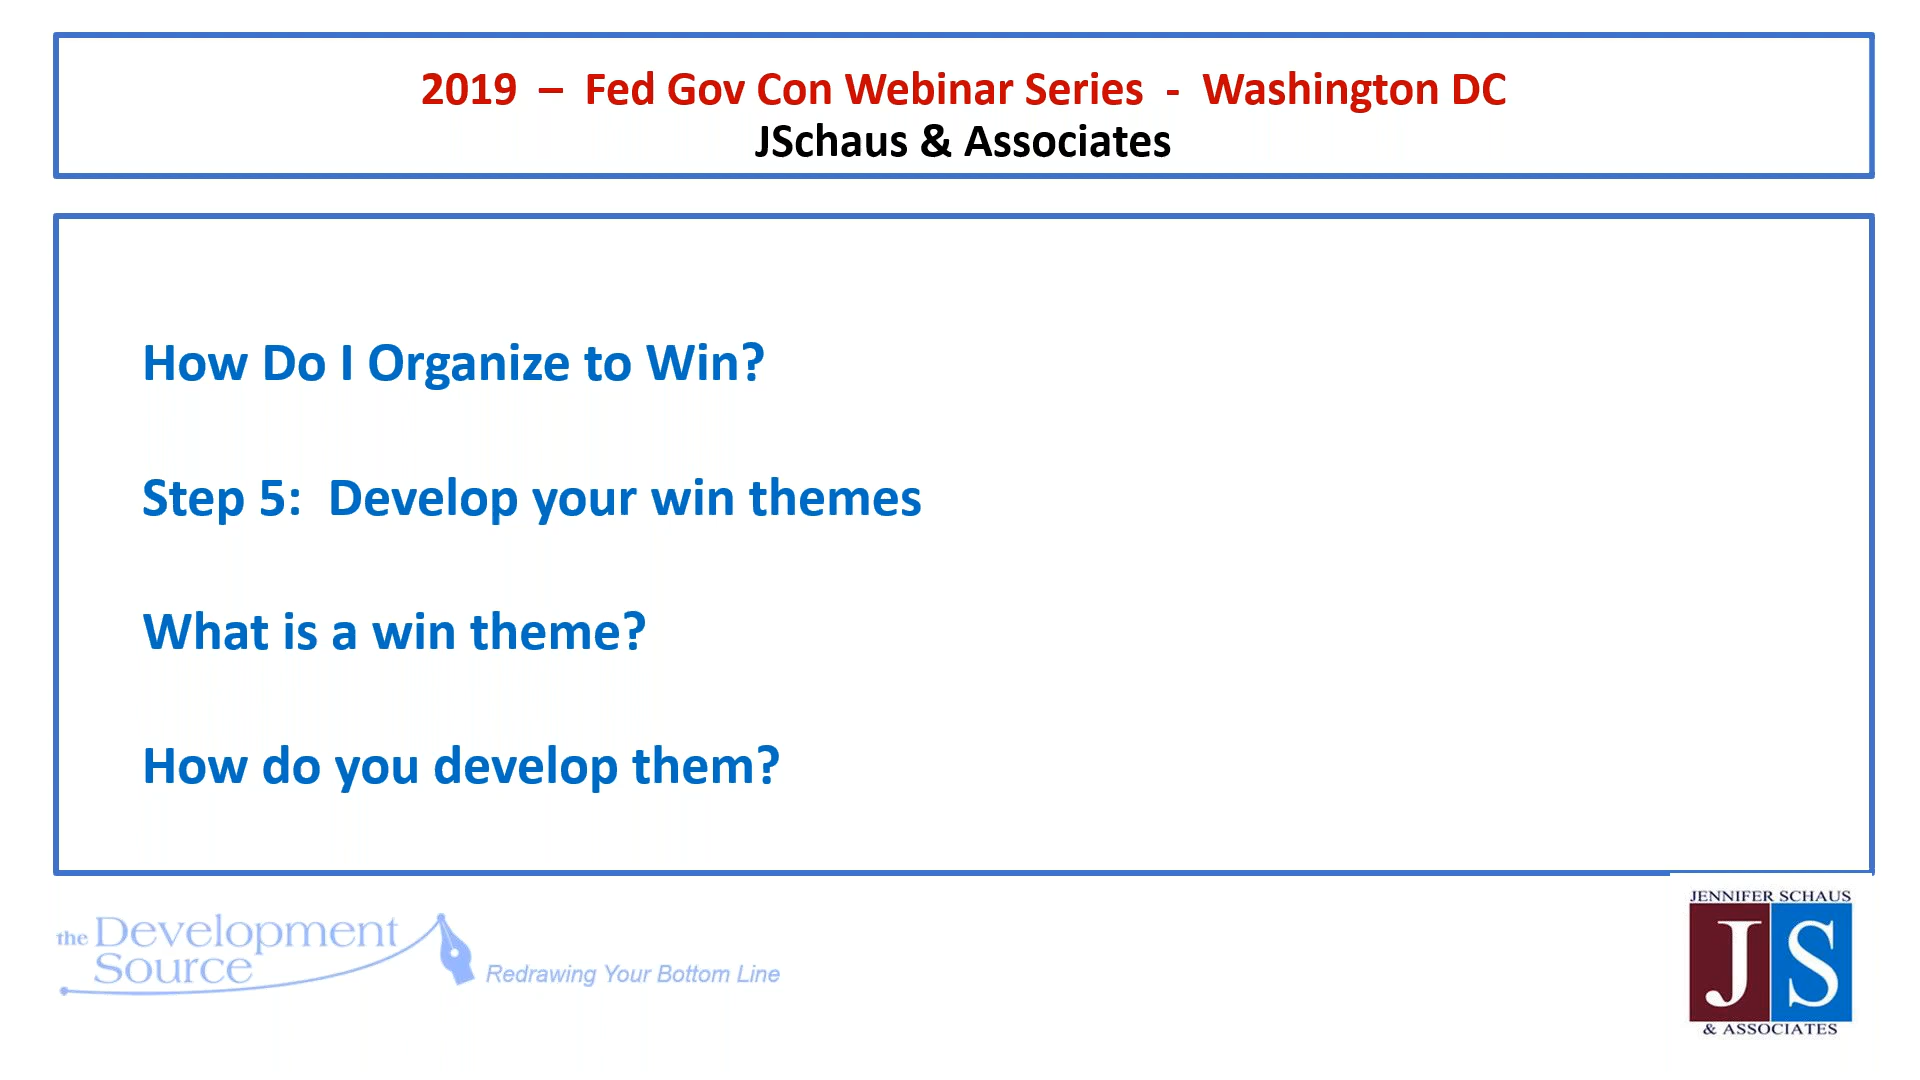 2019 – Fed Gov Con Webinar Series - Washington DC
JSchaus & Associates
How Do I Organize to Win?
Step 5: Develop your win themes
What is a win theme?
How do you develop them?
the Development
Source
Redrawing Your Bottom Line
JENNIFER SCHAUS
JS
& ASSOCIATES